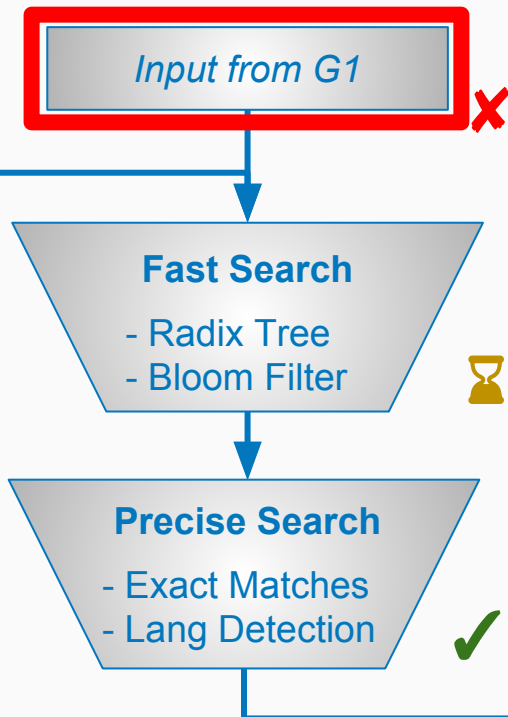 Input from G1
Fast Search
- Radix Tree
- Bloom Filter
Precise Search
- Exact Matches
- Lang Detection